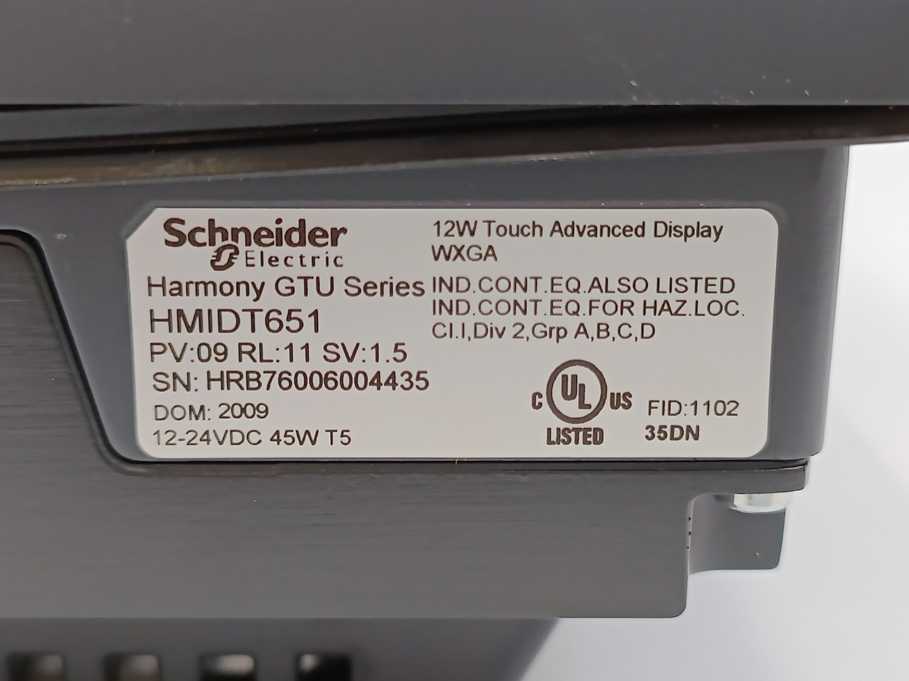 Schneider
Electric
Harmony GTU Series
HMIDT651
PV:09 RL:11 SV:1.5
SN: HRB76006004435
DOM: 2009
12-24VDC 45W T5
12W Touch Advanced Display
WXGA
IND.CONT.EQ.ALSO LISTED
IND.CONT.EQ.FOR HAZ.LOC.
Cl.I,Div 2,Grp A,B,C,D
C UL US
LISTED
FID:1102
35DN